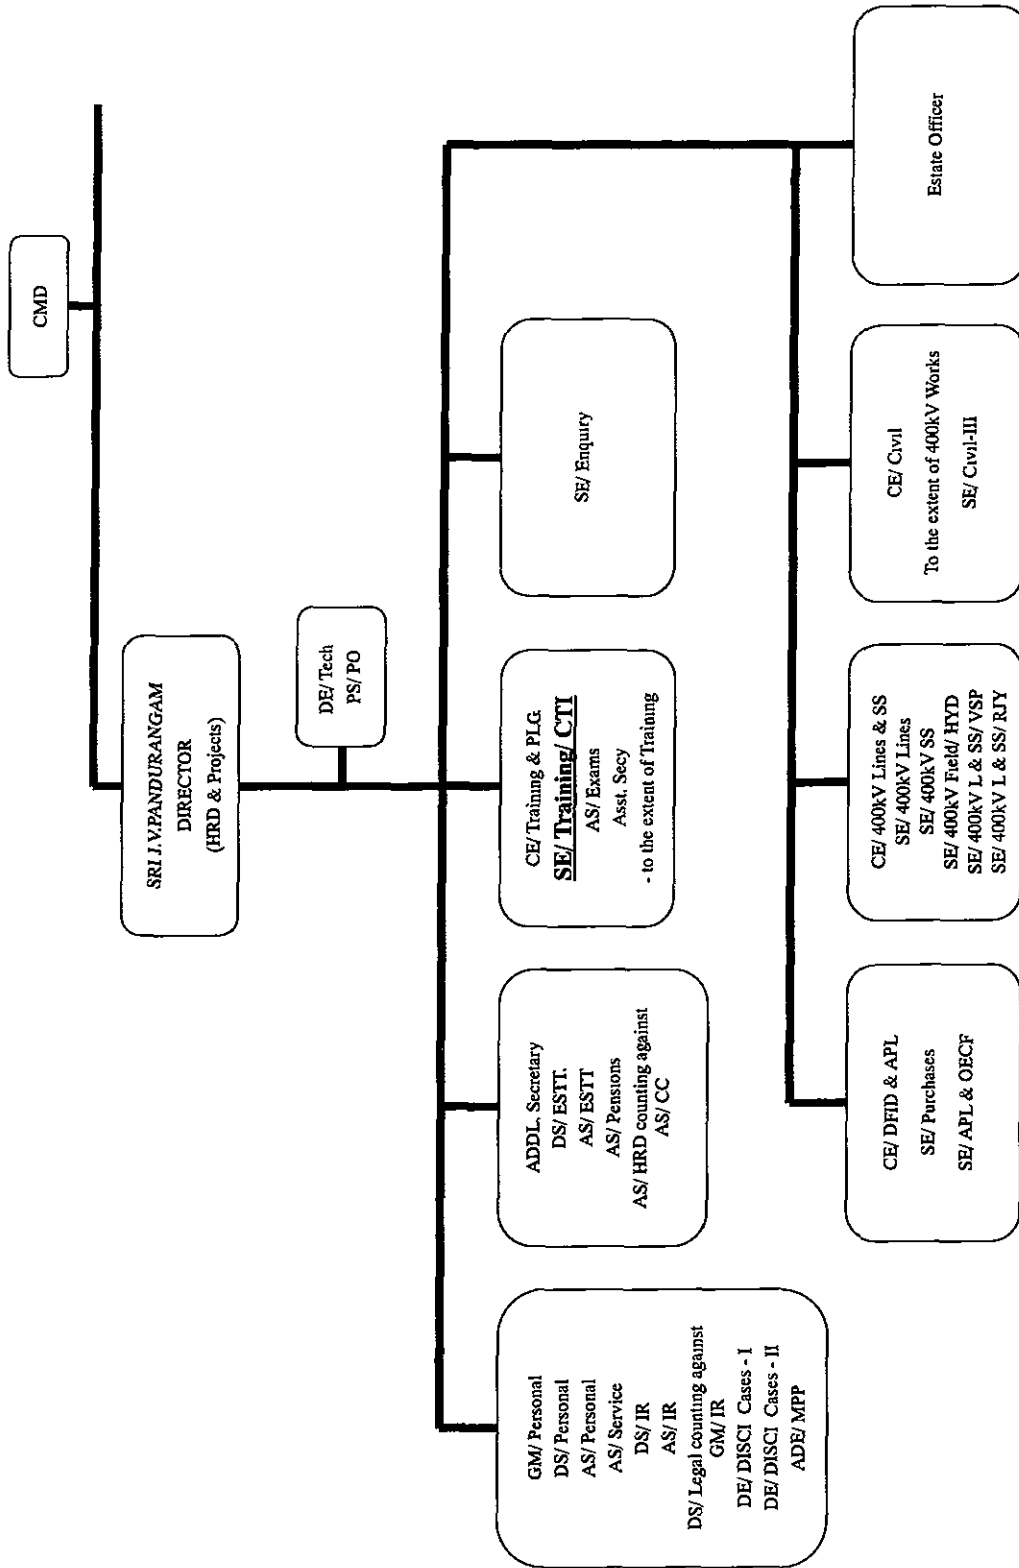 CMD
SRI J.V.PANDURANGAM
DIRECTOR
(HRD & Projects)
DE/ Tech
PS/ PO
GM/ Personal
DS/ Personal
AS/ Personal
AS/ Service
DS/ IR
AS/ IR
DS/ Legal counting against
GM/ IR
DE/ DISCI Cases - I
DE/ DISCI Cases - II
ADE/ MPP
ADDL. Secretary
DS/ ESTT.
AS/ ESTT
AS/ Pensions
AS/ HRD counting against
AS/ CC
CE/ Training & PLG
SE/ Training/ CTI
AS/ Exams
Asst. Secy
- to the extent of Training
SE/ Enquiry
CE/ DFID & APL
SE/ Purchases
SE/ APL & OECF
CE/ 400kV Lines & SS
SE/ 400kV Lines
SE/ 400kV SS
SE/ 400kV Field/ HYD
SE/ 400kV L & SS/ VSP
SE/ 400kV L & SS/ RJY
CE/ Civil
To the extent of 400kV Works
SE/ Civil-III
Estate Officer